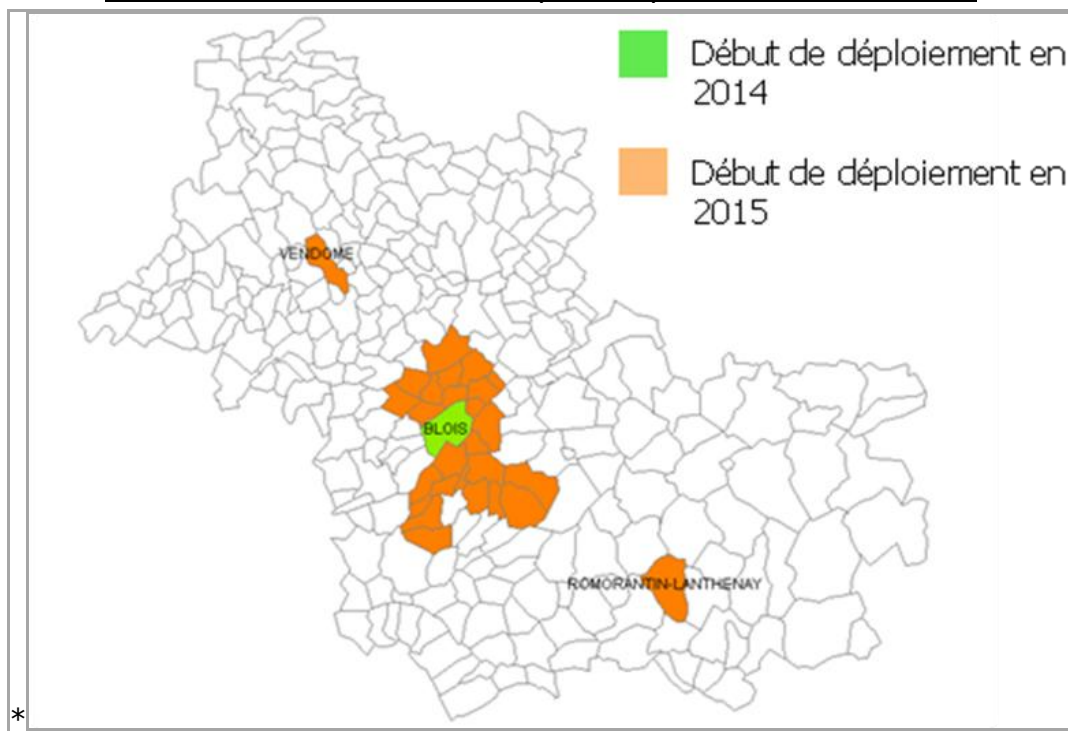 Début de déploiement en
2014
Début de déploiement en
2015
VENDOME
BLOIS
ROMORANTIN-LANTHENAY
*